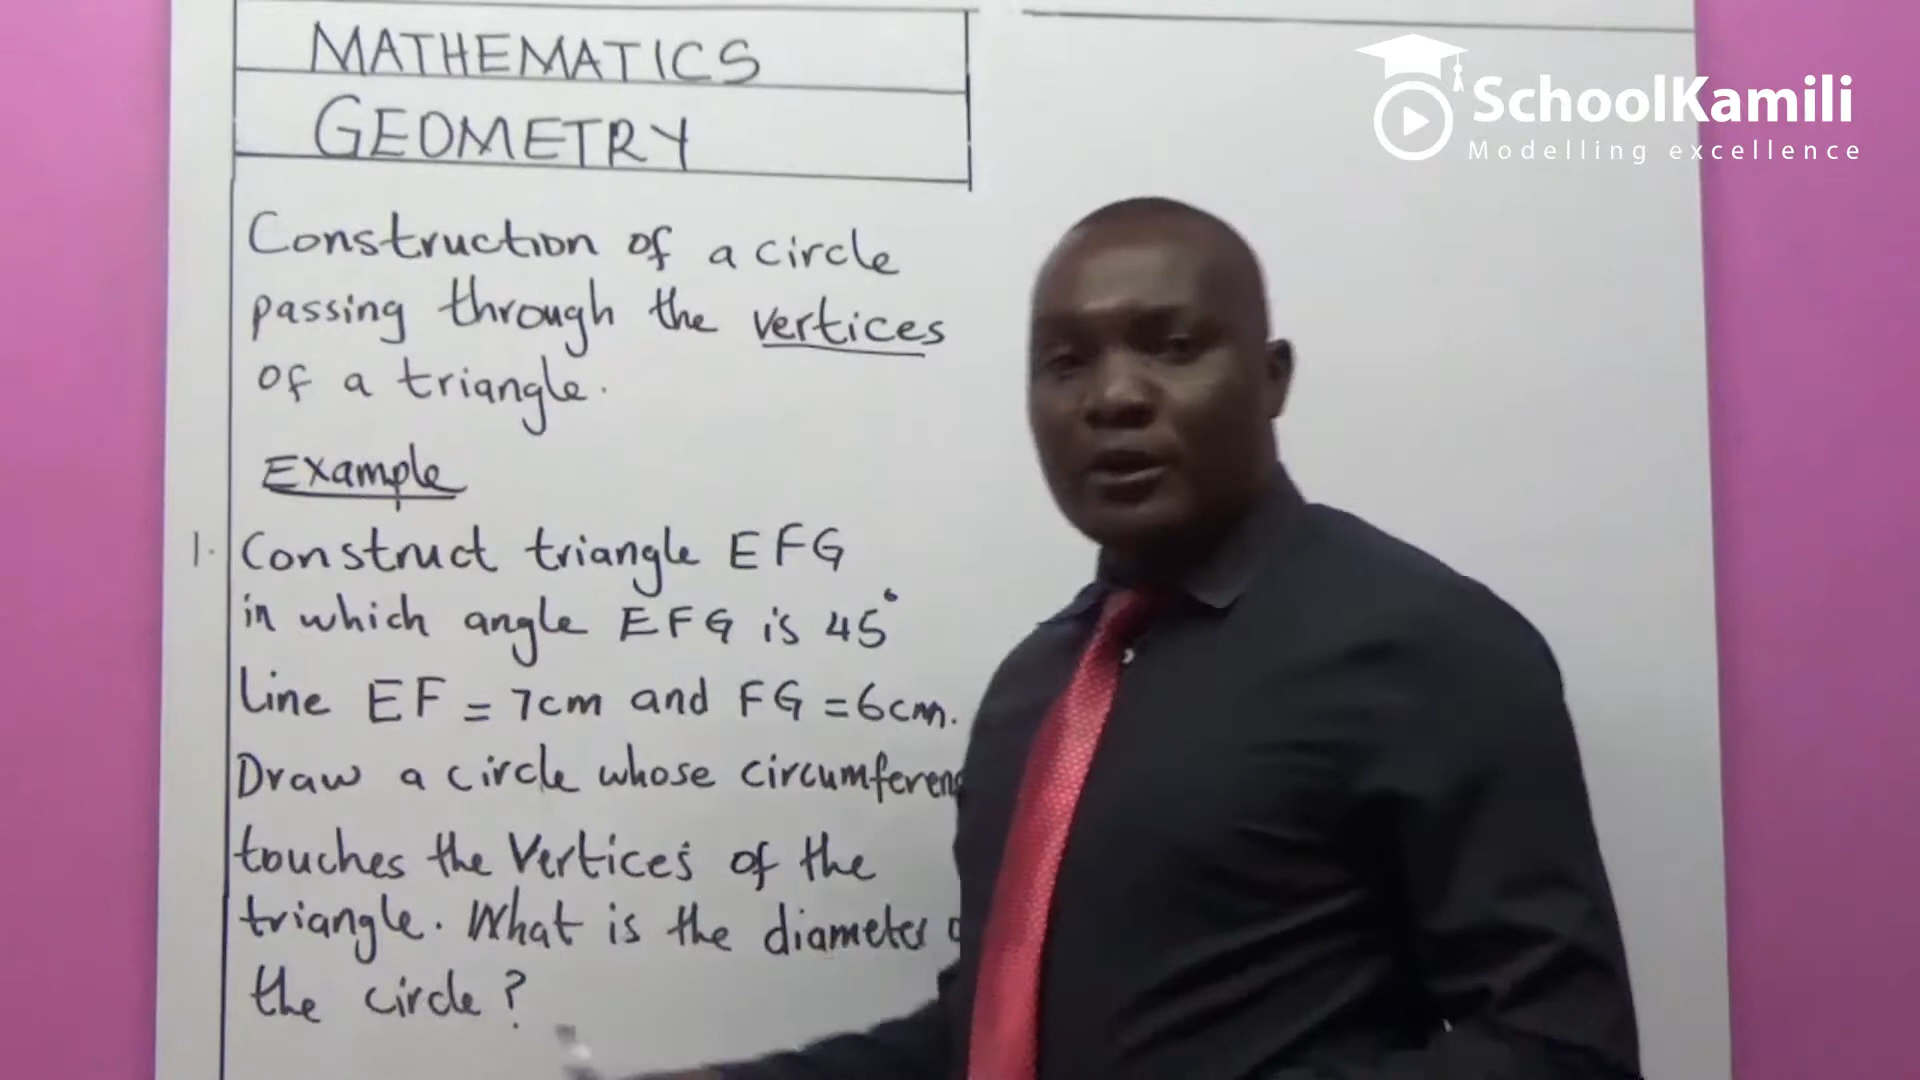 MATHEMATICS
GEOMETRY
Construction of a circle
passing through the vertices
of a triangle.
Example
1. Construct triangle EFG
in which angle EFG is 45°
Line EF = 7cm and FG = 6cm.
Draw a circle whose
touches the Vertices of the
triangle. What is the diameter
the circle?
SchoolKamili
Modelling excellence